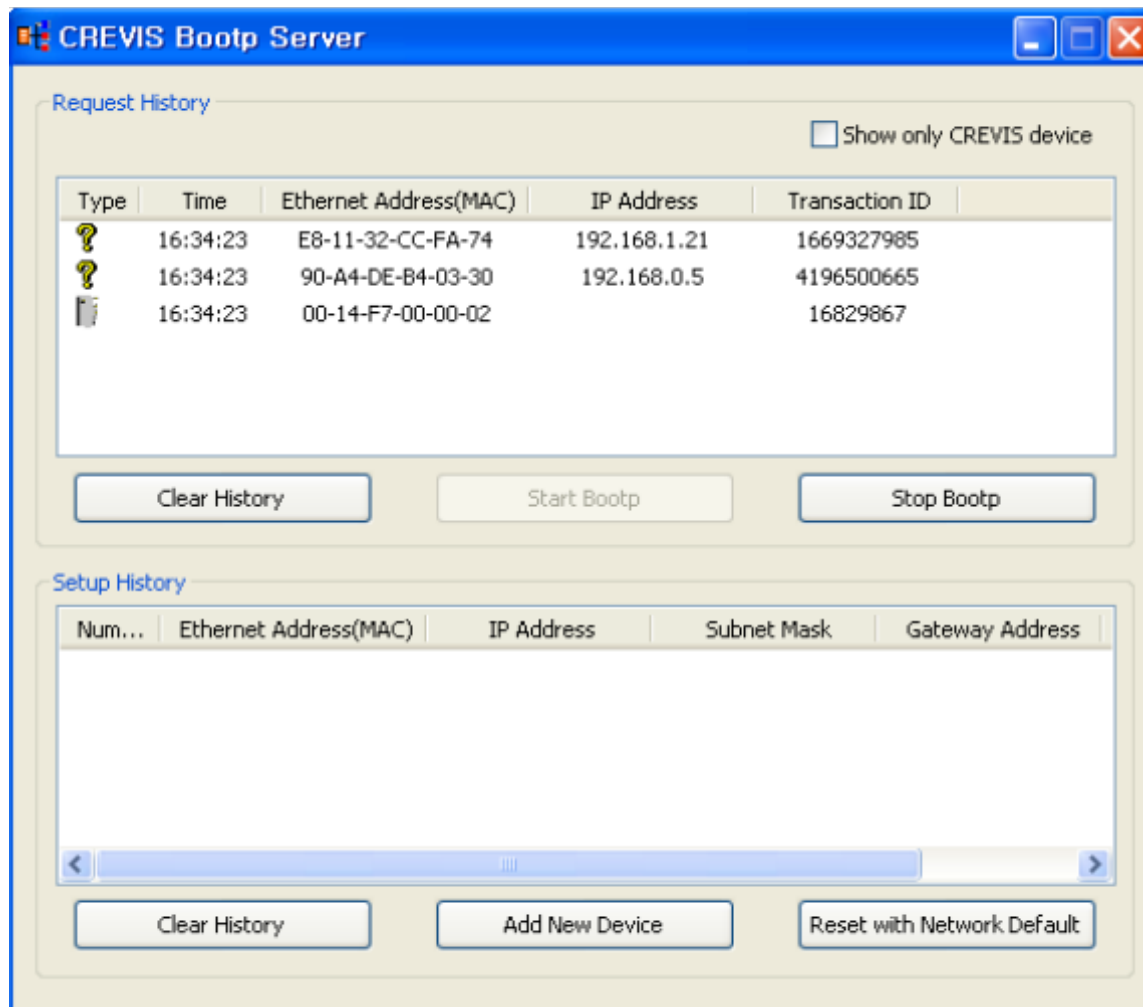 CREVIS Bootp Server
Request History
Show only CREVIS device
Type Time Ethernet Address(MAC) IP Address Transaction ID
16:34:23 E8-11-32-CC-FA-74 192.168.1.21 1669327985
16:34:23 90-A4-DE-B4-03-30 192.168.0.5 4196500665
16:34:23 00-14-F7-00-00-02 16829867
Clear History Start Bootp Stop Bootp
Setup History
Num... Ethernet Address(MAC) IP Address Subnet Mask Gateway Address
Clear History Add New Device Reset with Network Default